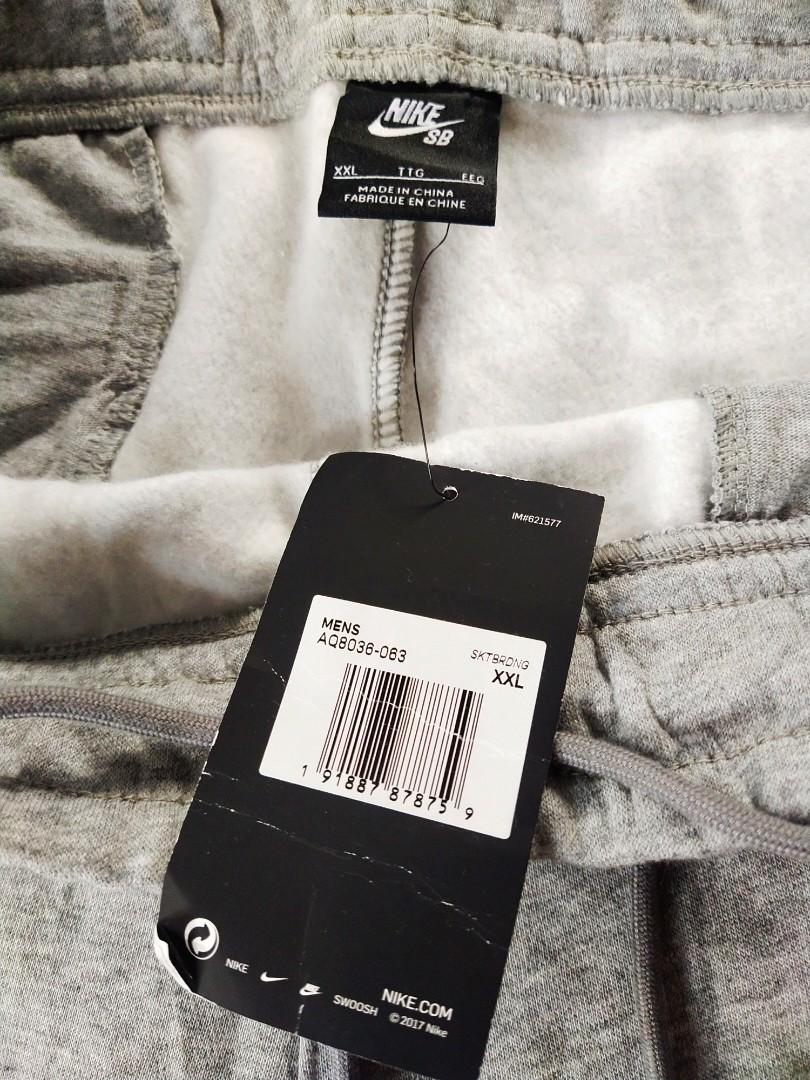 NIKE
SB
XXL TTG EEG
MADE IN CHINA
FABRIQUE EN CHINE
IM#621577
MENS
AQ8036-063
SKTBRDNG
XXL
1 91887 87875 9
NIKE SWOOSH
NIKE.COM
© 2017 Nike